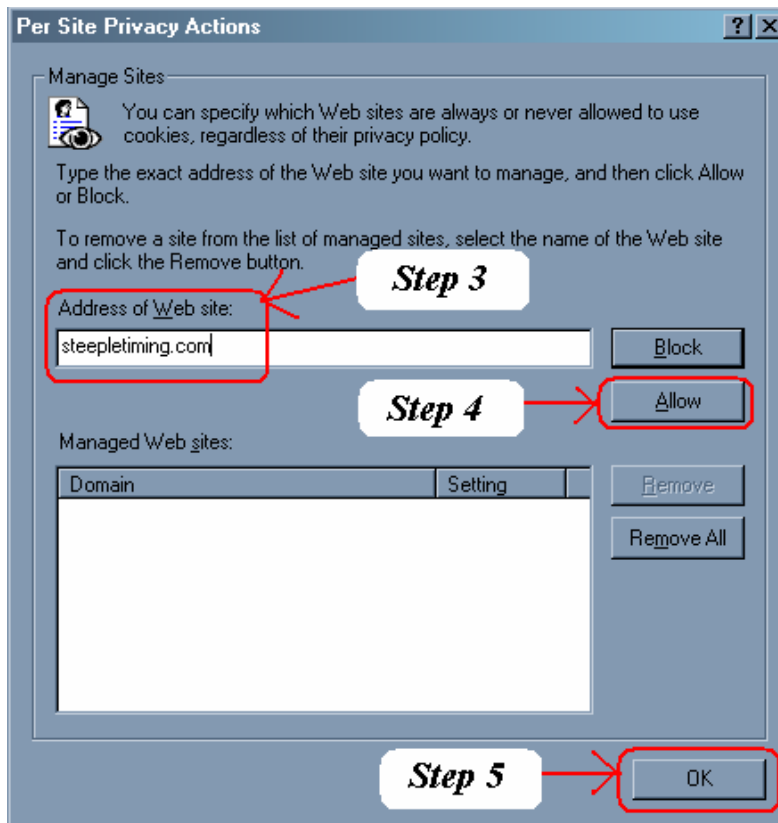 Per Site Privacy Actions
Manage Sites
You can specify which Web sites are always or never allowed to use
cookies, regardless of their privacy policy.
Type the exact address of the Web site you want to manage, and then click Allow
or Block.
To remove a site from the list of managed sites, select the name of the Web site
and click the Remove button.
Step 3
Address of Web site:
steepletiming.com
Block
Step 4
Allow
Managed Web sites:
Domain Setting
Remove
Remove All
Step 5
OK